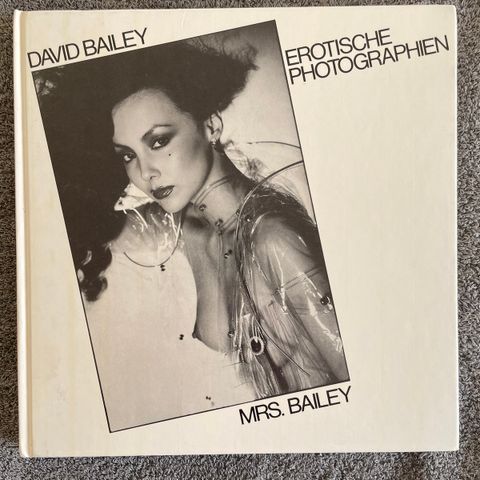 DAVID BAILEY
EROTISCHE
PHOTOGRAPHIEN
MRS. BAILEY